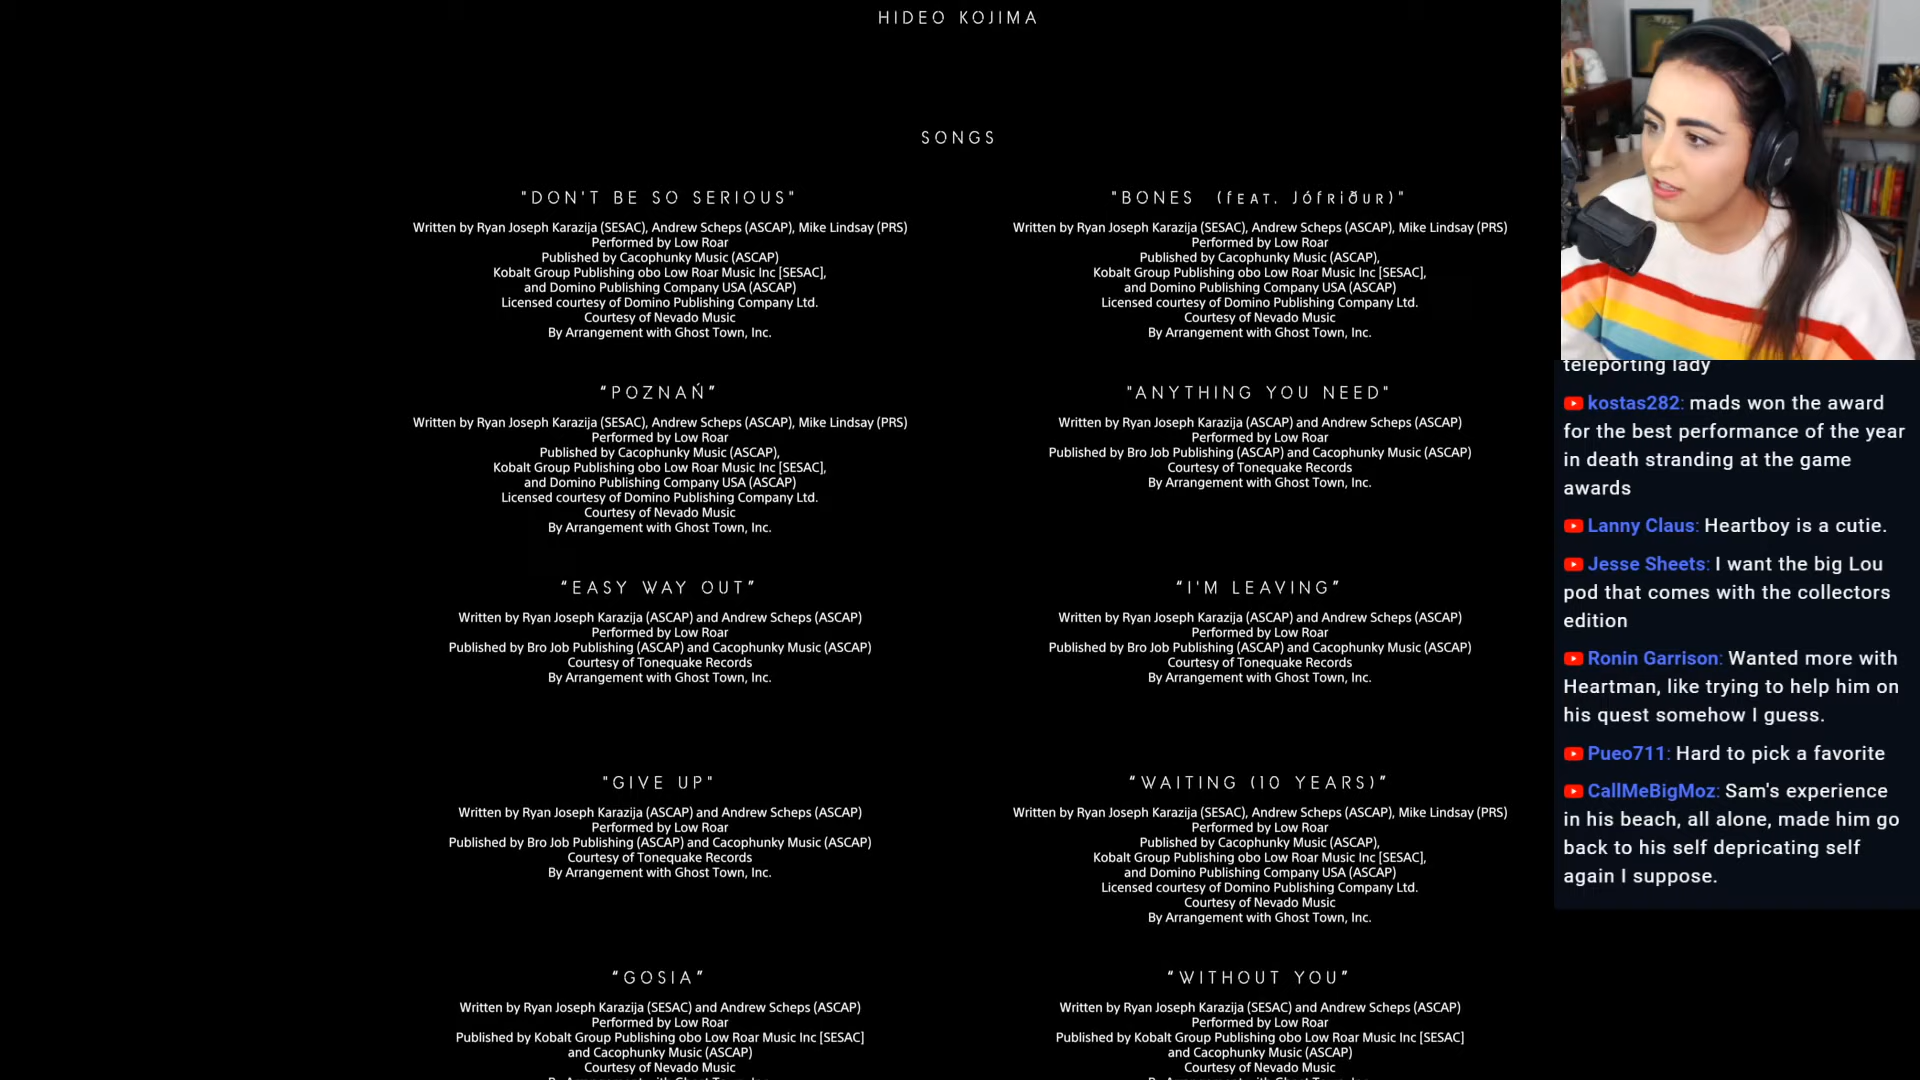 HIDEO KOJIMA
SONGS
"DON'T BE SO SERIOUS"
Written by Ryan Joseph Karazija (SESAC), Andrew Scheps (ASCAP), Mike Lindsay (PRS)
Performed by Low Roar
Published by Cacophunky Music (ASCAP)
Kobalt Group Publishing obo Low Roar Music Inc [SESAC],
and Domino Publishing Company USA (ASCAP)
Licensed courtesy of Domino Publishing Company Ltd.
Courtesy of Nevado Music
By Arrangement with Ghost Town, Inc.
"BONES (fEAT. Jófríður)"
Written by Ryan Joseph Karazija (SESAC), Andrew Scheps (ASCAP), Mike Lindsay (PRS)
Performed by Low Roar
Published by Cacophunky Music (ASCAP),
Kobalt Group Publishing obo Low Roar Music Inc [SESAC],
and Domino Publishing Company USA (ASCAP)
Licensed courtesy of Domino Publishing Company Ltd.
Courtesy of Nevado Music
By Arrangement with Ghost Town, Inc.
“POZNAŃ”
Written by Ryan Joseph Karazija (SESAC), Andrew Scheps (ASCAP), Mike Lindsay (PRS)
Performed by Low Roar
Published by Cacophunky Music (ASCAP),
Kobalt Group Publishing obo Low Roar Music Inc [SESAC],
and Domino Publishing Company USA (ASCAP)
Licensed courtesy of Domino Publishing Company Ltd.
Courtesy of Nevado Music
By Arrangement with Ghost Town, Inc.
"ANYTHING YOU NEED"
Written by Ryan Joseph Karazija (ASCAP) and Andrew Scheps (ASCAP)
Performed by Low Roar
Published by Bro Job Publishing (ASCAP) and Cacophunky Music (ASCAP)
Courtesy of Tonequake Records
By Arrangement with Ghost Town, Inc.
“EASY WAY OUT”
Written by Ryan Joseph Karazija (ASCAP) and Andrew Scheps (ASCAP)
Performed by Low Roar
Published by Bro Job Publishing (ASCAP) and Cacophunky Music (ASCAP)
Courtesy of Tonequake Records
By Arrangement with Ghost Town, Inc.
“I'M LEAVING”
Written by Ryan Joseph Karazija (ASCAP) and Andrew Scheps (ASCAP)
Performed by Low Roar
Published by Bro Job Publishing (ASCAP) and Cacophunky Music (ASCAP)
Courtesy of Tonequake Records
By Arrangement with Ghost Town, Inc.
"GIVE UP"
Written by Ryan Joseph Karazija (ASCAP) and Andrew Scheps (ASCAP)
Performed by Low Roar
Published by Bro Job Publishing (ASCAP) and Cacophunky Music (ASCAP)
Courtesy of Tonequake Records
By Arrangement with Ghost Town, Inc.
“WAITING (10 YEARS)”
Written by Ryan Joseph Karazija (SESAC), Andrew Scheps (ASCAP), Mike Lindsay (PRS)
Performed by Low Roar
Published by Cacophunky Music (ASCAP),
Kobalt Group Publishing obo Low Roar Music Inc [SESAC],
and Domino Publishing Company USA (ASCAP)
Licensed courtesy of Domino Publishing Company Ltd.
Courtesy of Nevado Music
By Arrangement with Ghost Town, Inc.
“GOSIA”
Written by Ryan Joseph Karazija (SESAC) and Andrew Scheps (ASCAP)
Performed by Low Roar
Published by Kobalt Group Publishing obo Low Roar Music Inc [SESAC]
and Cacophunky Music (ASCAP)
Courtesy of Nevado Music
By Arrangement with Ghost Town, Inc.
“WITHOUT YOU”
Written by Ryan Joseph Karazija (SESAC) and Andrew Scheps (ASCAP)
Performed by Low Roar
Published by Kobalt Group Publishing obo Low Roar Music Inc [SESAC]
and Cacophunky Music (ASCAP)
Courtesy of Nevado Music
By Arrangement with Ghost Town, Inc.
teleporting lady
kostas282: mads won the award
for the best performance of the year
in death stranding at the game
awards
Lanny Claus: Heartboy is a cutie.
Jesse Sheets: I want the big Lou
pod that comes with the collectors
edition
Ronin Garrison: Wanted more with
Heartman, like trying to help him on
his quest somehow I guess.
Pueo711: Hard to pick a favorite
CallMeBigMoz: Sam's experience
in his beach, all alone, made him go
back to his self depricating self
again I suppose.